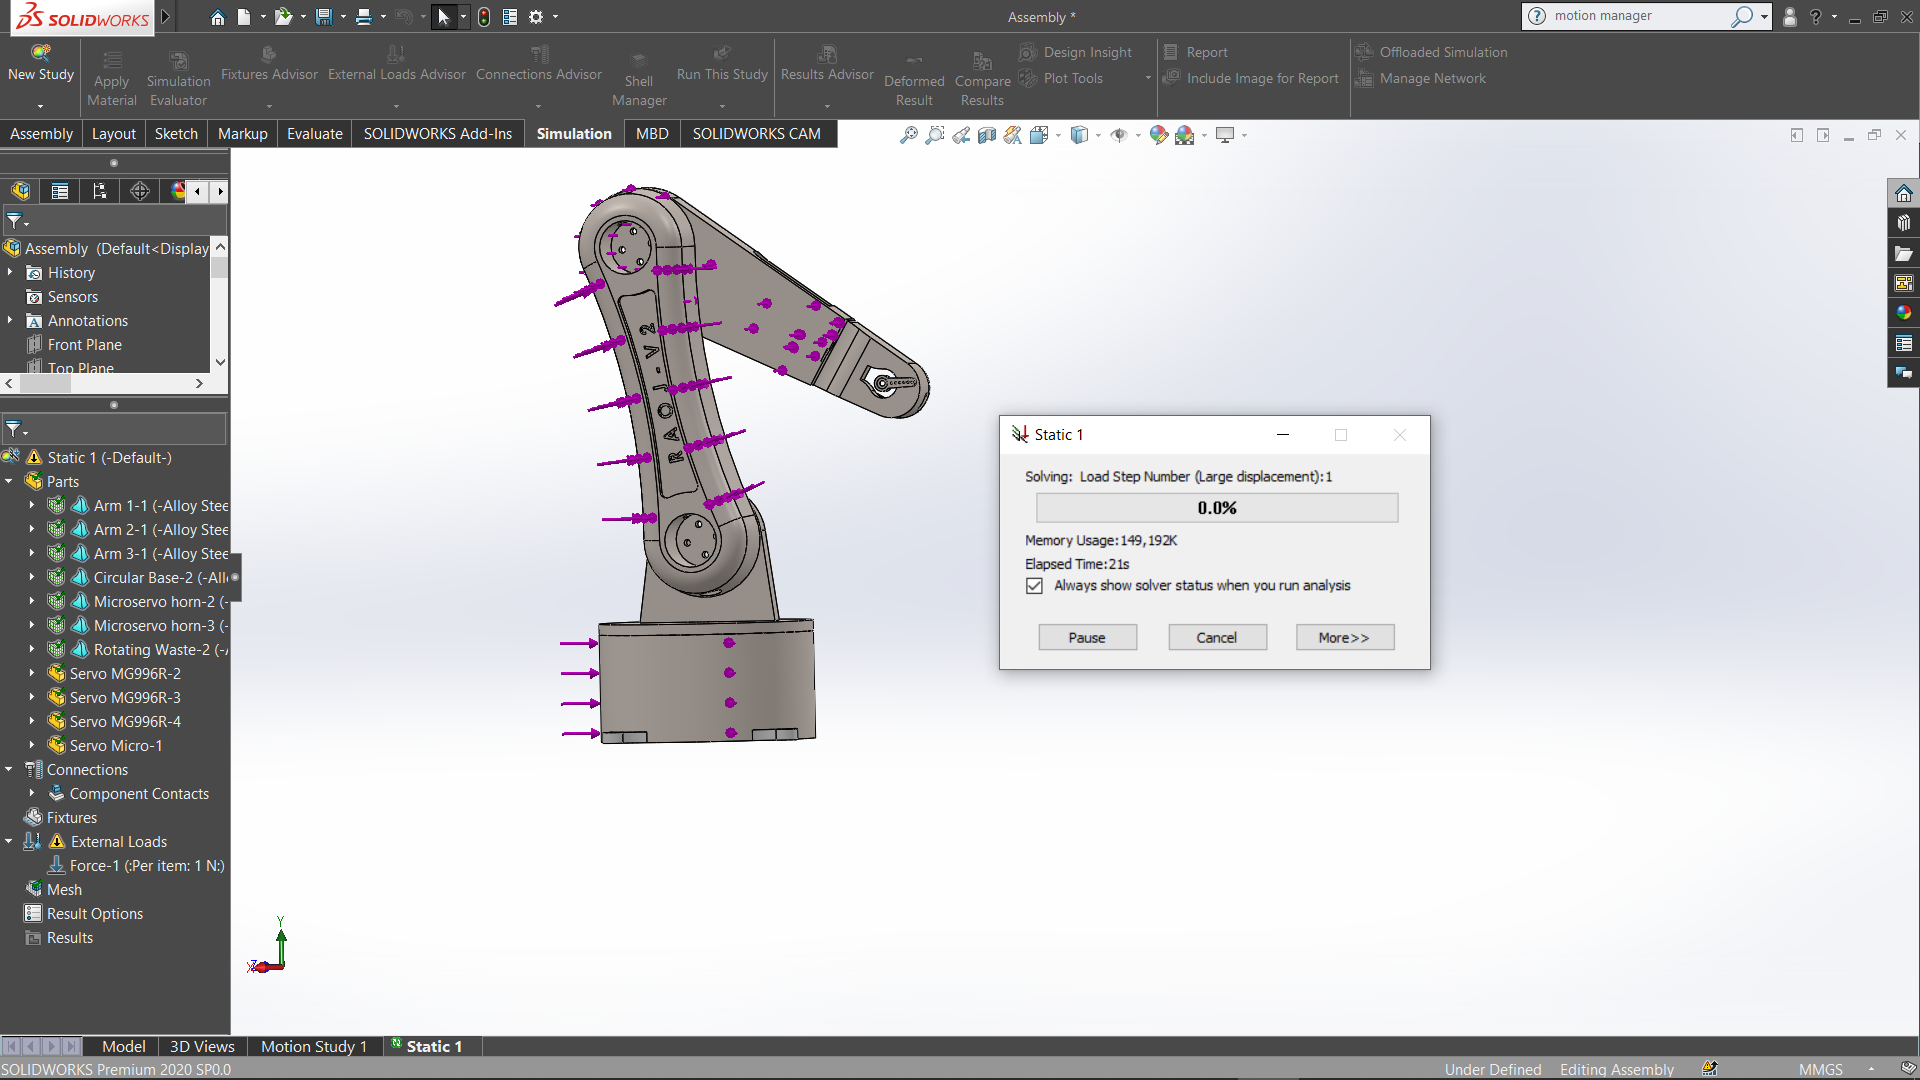 SOLIDWORKS
Assembly *
motion manager
New Study
Apply Material
Simulation Evaluator
Fixtures Advisor
External Loads Advisor
Connections Advisor
Shell Manager
Run This Study
Results Advisor
Deformed Result
Compare Results
Design Insight
Plot Tools
Report
Include Image for Report
Offloaded Simulation
Manage Network
Assembly
Layout
Sketch
Markup
Evaluate
SOLIDWORKS Add-Ins
Simulation
MBD
SOLIDWORKS CAM
Assembly (Default<Display
History
Sensors
Annotations
Front Plane
Top Plane
Static 1 (-Default-)
Parts
Arm 1-1 (-Alloy Stee
Arm 2-1 (-Alloy Stee
Arm 3-1 (-Alloy Stee
Circular Base-2 (-All
Microservo horn-2 (-
Microservo horn-3 (-
Rotating Waste-2 (-
Servo MG996R-2
Servo MG996R-3
Servo MG996R-4
Servo Micro-1
Connections
Component Contacts
Fixtures
External Loads
Force-1 (:Per item: 1 N:)
Mesh
Result Options
Results
RAOJ-V2
Y
Static 1
Solving: Load Step Number (Large displacement):1
0.0%
Memory Usage:149,192K
Elapsed Time:21s
Always show solver status when you run analysis
Pause
Cancel
More>>
Model
3D Views
Motion Study 1
Static 1
SOLIDWORKS Premium 2020 SP0.0
Under Defined
Editing Assembly
MMGS